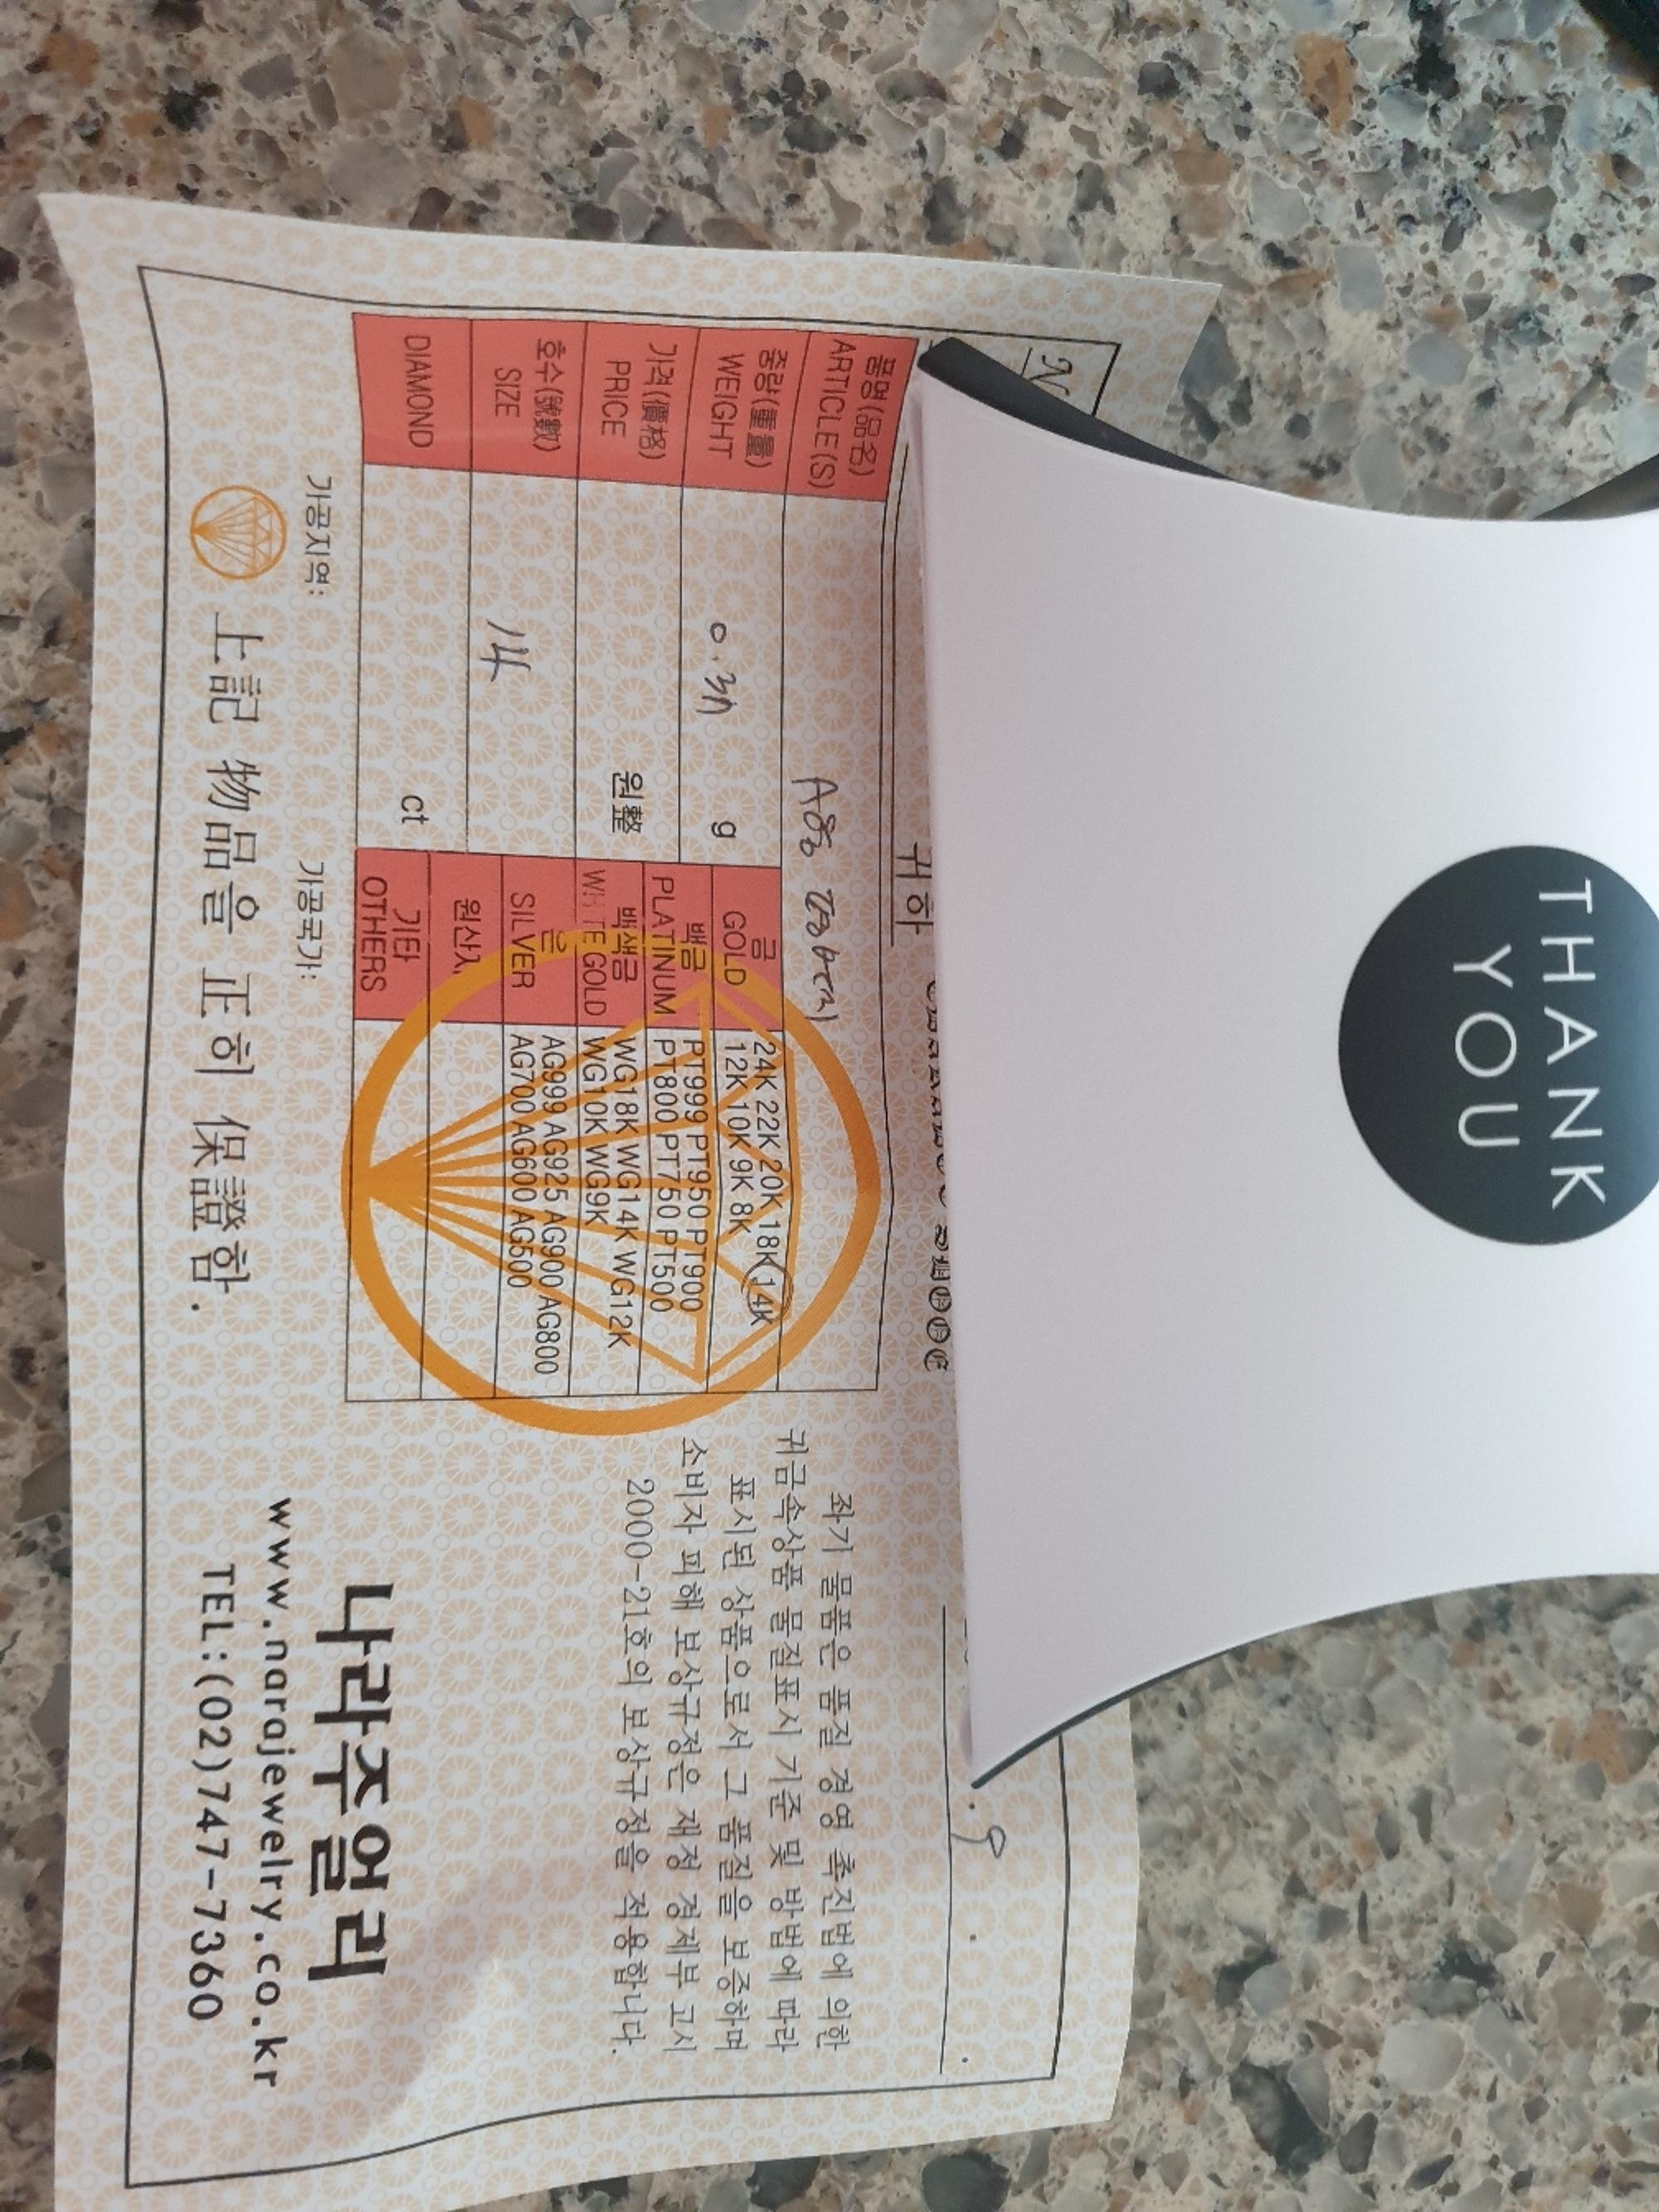 귀하
품명(品名)
ARTICLE(S)
중량(重量)
WEIGHT
0.3 g
가격(價格)
PRICE
원整
호수(號數)
SIZE
14
DIAMOND
ct
금
GOLD
24K 22K 20K 18K 14K
12K 10K 9K 8K
백금
PLATINUM
PT999 PT950 PT900
PT800 PT750 PT500
백색금
WHITE GOLD
WG18K WG14K WG12K
WG10K WG9K
은
SILVER
AG999 AG925 AG900 AG800
AG700 AG600 AG500
원산지
기타
OTHERS
가공지역:
가공국가:
上記 物品을 正히 保證함.
좌기 물품은 품질 경영 촉진법에 의한
귀금속상품 물질표시 기준 및 방법에 따라
표시된 상품으로서 그 품질을 보증하며
소비자 피해 보상규정은 재정 경제부 고시
2000-21호의 보상규정을 적용합니다.
나라주얼리
www.narajewelry.co.kr
TEL:(02)747-7360
THANK
YOU